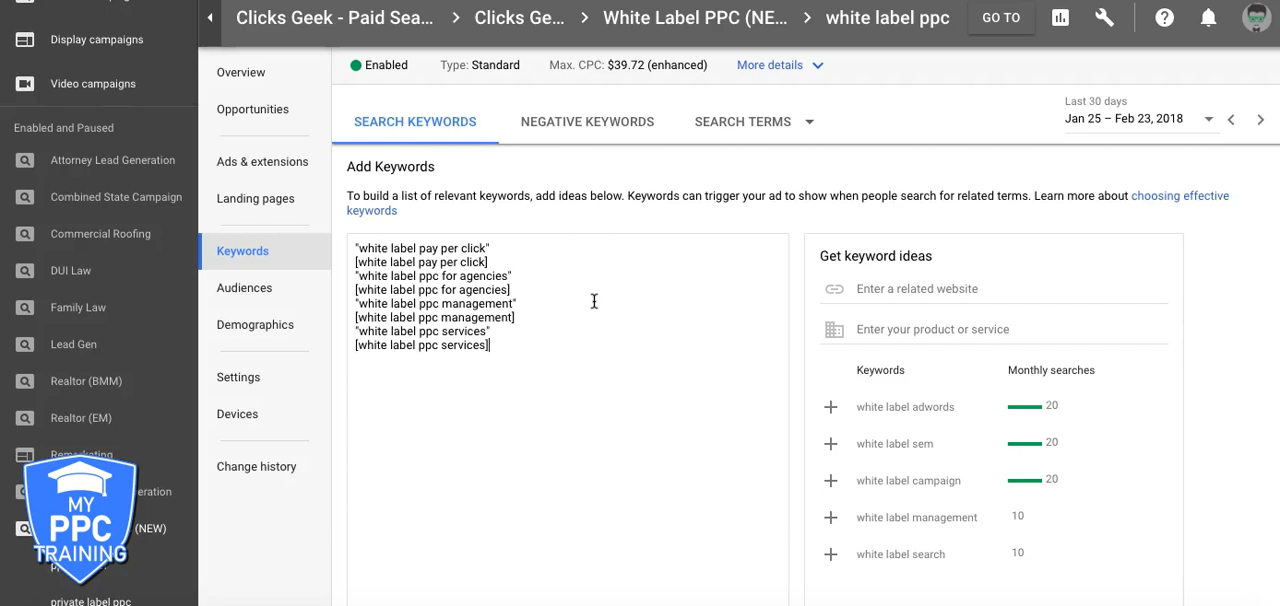 Clicks Geek - Paid Sea... > Clicks Ge... > White Label PPC (NE... > white label ppc
GO TO
Display campaigns
Video campaigns
Enabled and Paused
Attorney Lead Generation
Combined State Campaign
Commercial Roofing
DUI Law
Family Law
Lead Gen
Realtor (BMM)
Realtor (EM)
Remarketing
eration
(NEW)
private label ppc
MY
PPC
TRAINING
Overview
Opportunities
Ads & extensions
Landing pages
Keywords
Audiences
Demographics
Settings
Devices
Change history
Enabled Type: Standard Max. CPC: $39.72 (enhanced) More details
SEARCH KEYWORDS NEGATIVE KEYWORDS SEARCH TERMS
Last 30 days
Jan 25 – Feb 23, 2018
Add Keywords
To build a list of relevant keywords, add ideas below. Keywords can trigger your ad to show when people search for related terms. Learn more about choosing effective
keywords
"white label pay per click"
[white label pay per click]
"white label ppc for agencies"
[white label ppc for agencies]
"white label ppc management"
[white label ppc management]
"white label ppc services"
[white label ppc services]
Get keyword ideas
Enter a related website
Enter your product or service
Keywords Monthly searches
white label adwords 20
white label sem 20
white label campaign 20
white label management 10
white label search 10